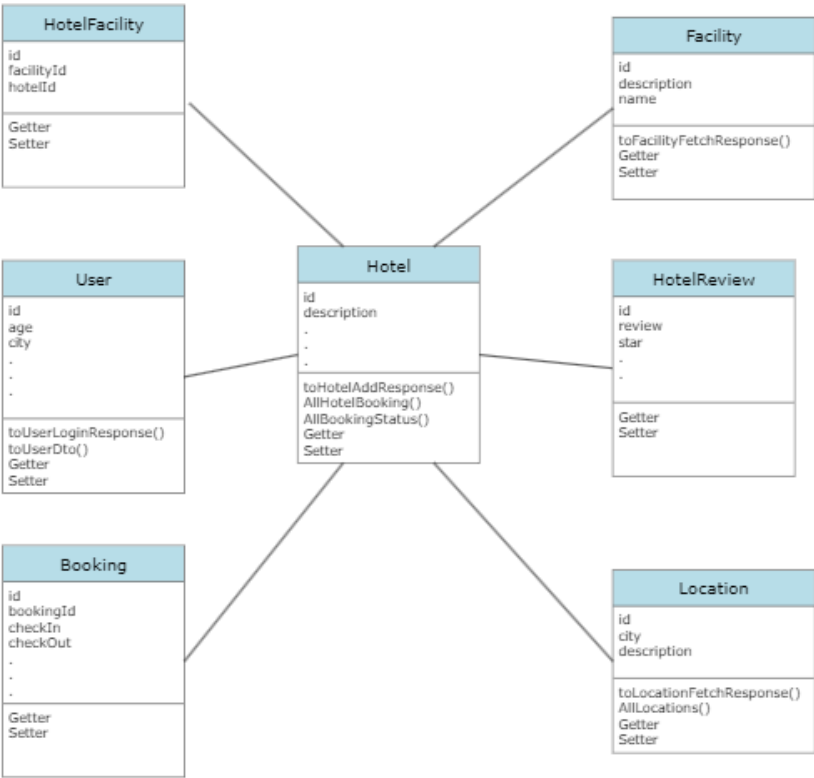 HotelFacility
id
facilityId
hotelId
Getter
Setter
Facility
id
description
name
toFacilityFetchResponse()
Getter
Setter
User
id
age
city
.
.
.
toUserLoginResponse()
toUserDto()
Getter
Setter
Hotel
id
description
.
.
.
toHotelAddResponse()
AllHotelBooking()
AllBookingStatus()
Getter
Setter
HotelReview
id
review
star
.
.
Getter
Setter
Booking
id
bookingId
checkIn
checkOut
.
.
.
Getter
Setter
Location
id
city
description
toLocationFetchResponse()
AllLocations()
Getter
Setter